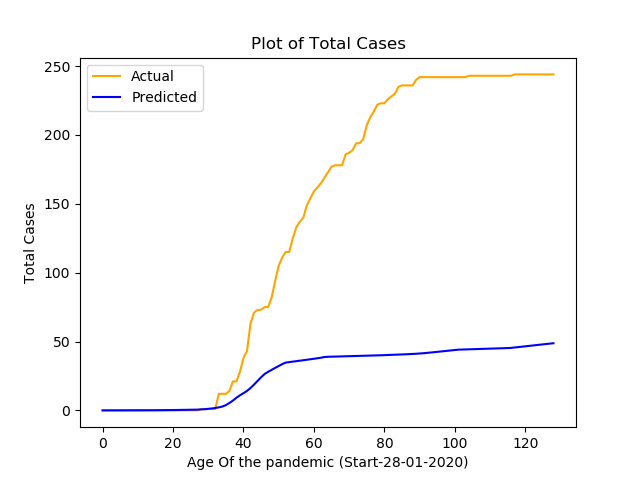 Plot of Total Cases
Actual
Predicted
Total Cases
250
200
150
100
50
0
0 20 40 60 80 100 120
Age Of the pandemic (Start-28-01-2020)